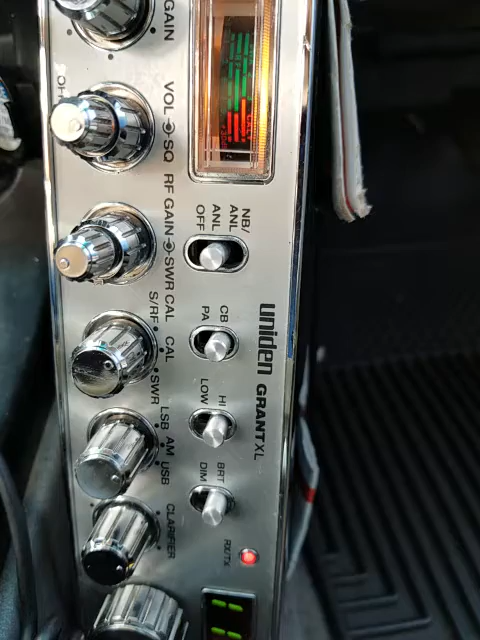 GAIN
VOL SQ
RF GAIN SWR CAL
S/RF CAL SWR
LSB AM USB
CLARIFIER
NB/
ANL
ANL
OFF
CB
PA
HI
LOW
BRT
DIM
RX/TX
uniden GRANT XL
CAL